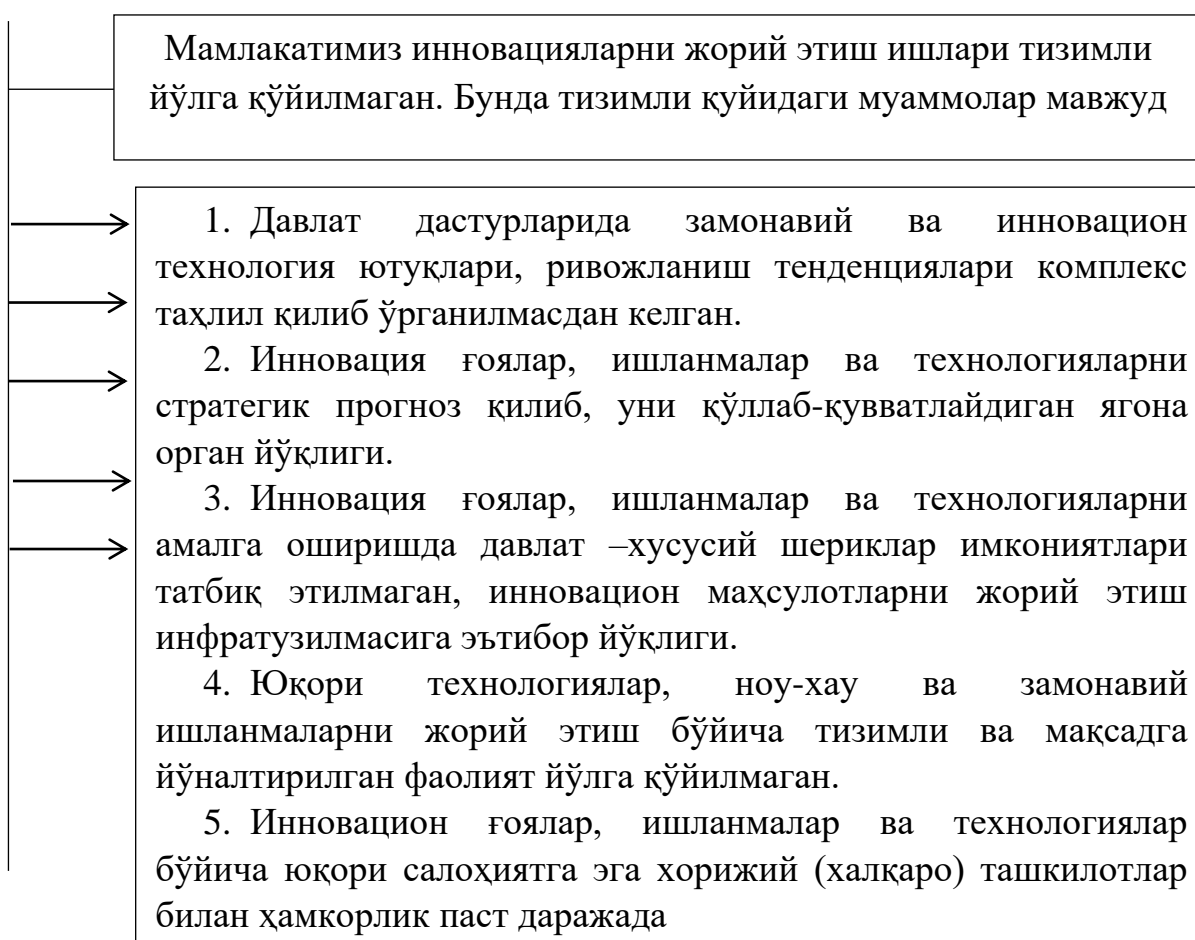 Мамлакатимиз инновацияларни жорий этиш ишлари тизимли
йўлга қўйилмаган. Бунда тизимли қуйидаги муаммолар мавжуд
1. Давлат дастурларида замонавий ва инновацион
технология ютуқлари, ривожланиш тенденциялари комплекс
таҳлил қилиб ўрганилмасдан келган.
2. Инновация ғоялар, ишланмалар ва технологияларни
стратегик прогноз қилиб, уни қўллаб-қувватлайдиган ягона
орган йўқлиги.
3. Инновация ғоялар, ишланмалар ва технологияларни
амалга оширишда давлат –хусусий шериклар имкониятлари
татбиқ этилмаган, инновацион маҳсулотларни жорий этиш
инфратузилмасига эътибор йўқлиги.
4. Юқори технологиялар, ноу-хау ва замонавий
ишланмаларни жорий этиш бўйича тизимли ва мақсадга
йўналтирилган фаолият йўлга қўйилмаган.
5. Инновацион ғоялар, ишланмалар ва технологиялар
бўйича юқори салоҳиятга эга хорижий (халқаро) ташкилотлар
билан ҳамкорлик паст даражада